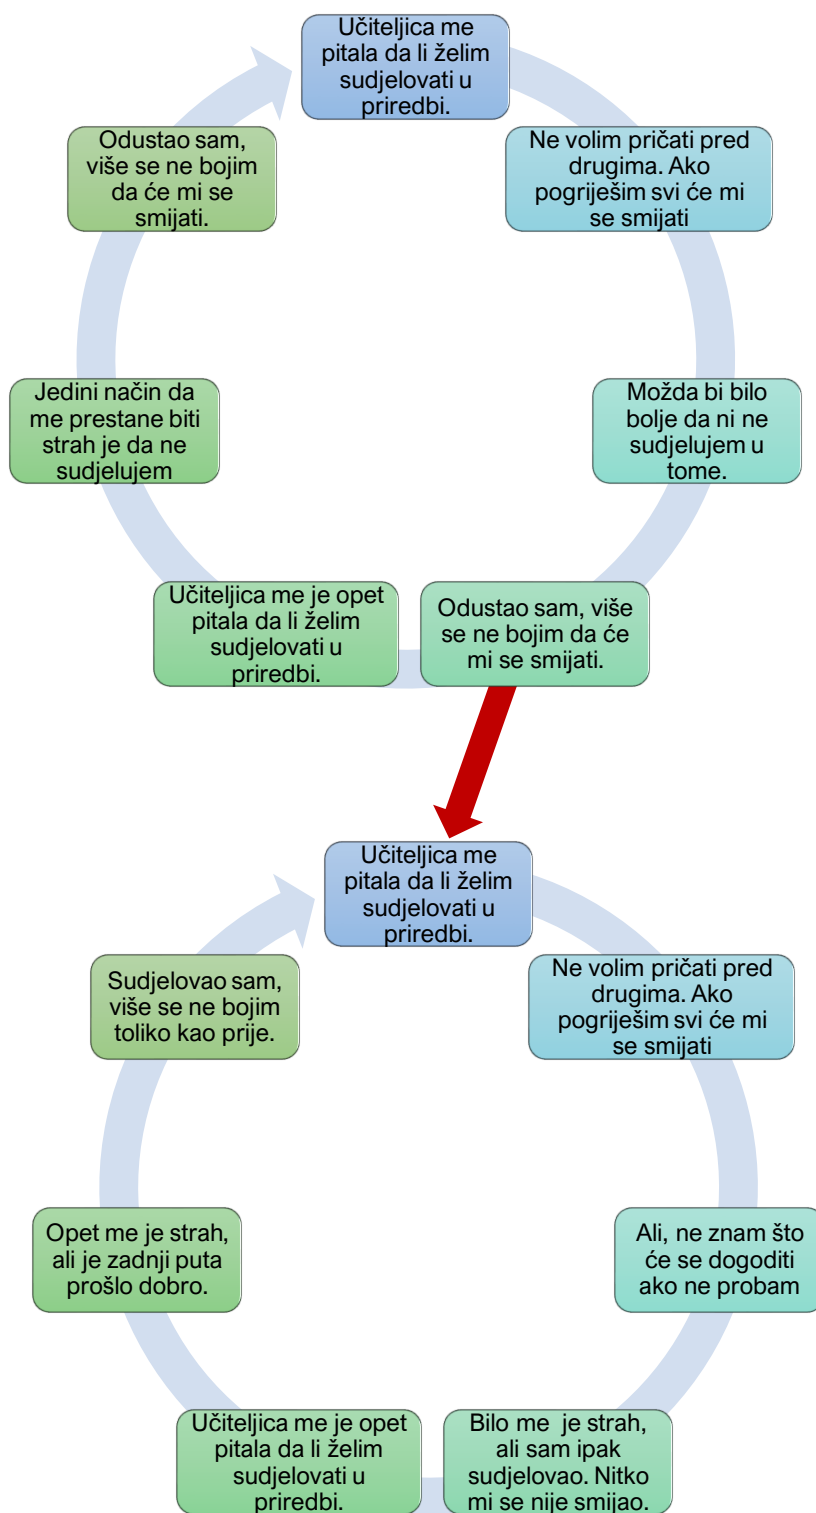 Učiteljica me
pitala da li želim
sudjelovati u
priredbi.
Ne volim pričati pred
drugima. Ako
pogriješim svi će mi
se smijati
Možda bi bilo
bolje da ni ne
sudjelujem u
tome.
Odustao sam, više
se ne bojim da će
mi se smijati.
Učiteljica me je opet
pitala da li želim
sudjelovati u
priredbi.
Jedini način da
me prestane biti
strah je da ne
sudjelujem
Odustao sam,
više se ne bojim
da će mi se
smijati.
Učiteljica me
pitala da li želim
sudjelovati u
priredbi.
Ne volim pričati pred
drugima. Ako
pogriješim svi će mi
se smijati
Ali, ne znam što
će se dogoditi
ako ne probam
Bilo me je strah,
ali sam ipak
sudjelovao. Nitko
mi se nije smijao.
Učiteljica me je opet
pitala da li želim
sudjelovati u
priredbi.
Opet me je strah,
ali je zadnji puta
prošlo dobro.
Sudjelovao sam,
više se ne bojim
toliko kao prije.